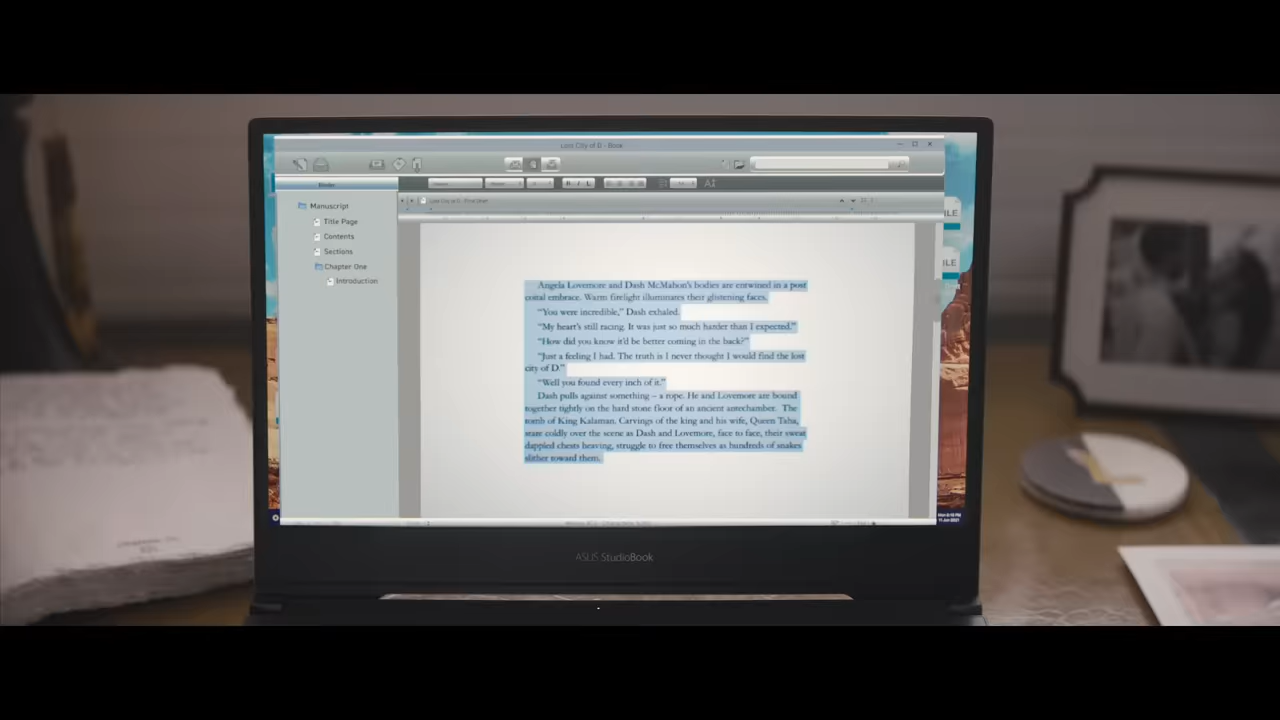 Lost City of D - Book
Binder
Manuscript
Title Page
Contents
Sections
Chapter One
Introduction
Angela Lovemore and Dash McMahon's bodies are entwined in a post
coital embrace. Warm firelight illuminates their glistening faces.
"You were incredible," Dash exhaled.
"My heart's still racing. It was just so much harder than I expected."
"How did you know it'd be better coming in the back?"
"Just a feeling I had. The truth is I never thought I would find the lost
city of D."
"Well you found every inch of it."
Dash pulls against something – a rope. He and Lovemore are bound
together tightly on the hard stone floor of an ancient antechamber. The
tomb of King Kalaman. Carvings of the king and his wife, Queen Taha,
stare coldly over the scene as Dash and Lovemore, face to face, their sweat
dappled chests heaving, struggle to free themselves as hundreds of snakes
slither toward them.
ASUS StudioBook